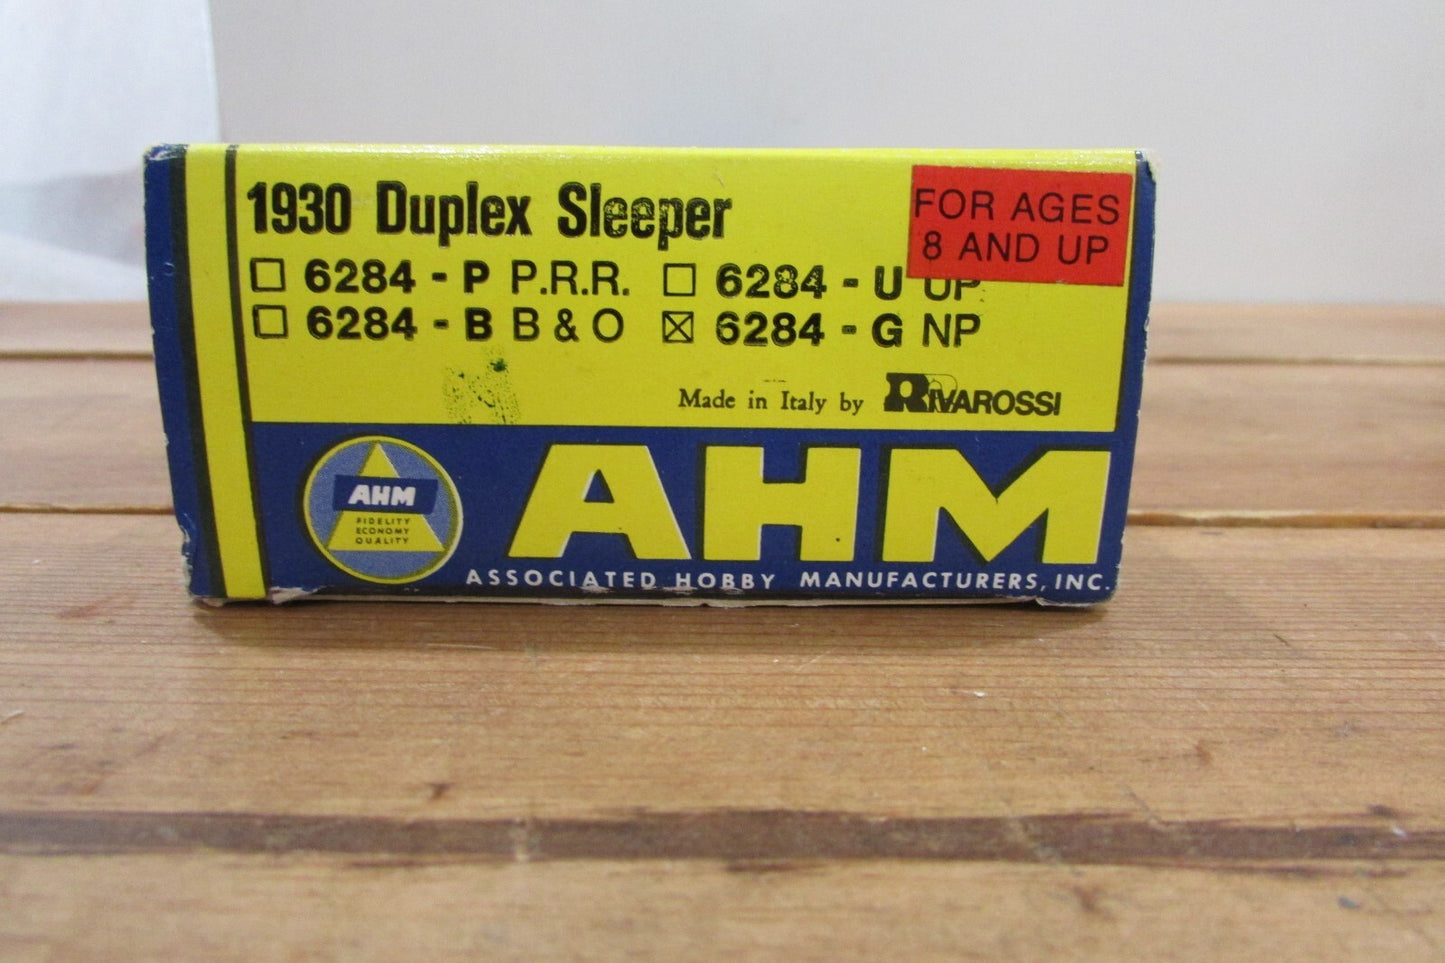 1930 Duplex Sleeper
FOR AGES
8 AND UP
☐ 6284 - P P.R.R. ☐ 6284 - U UP
☐ 6284 - B B & O ☒ 6284 - G NP
Made in Italy by RIVAROSSI
AHM
FIDELITY
ECONOMY
QUALITY
AHM
ASSOCIATED HOBBY MANUFACTURERS, INC.